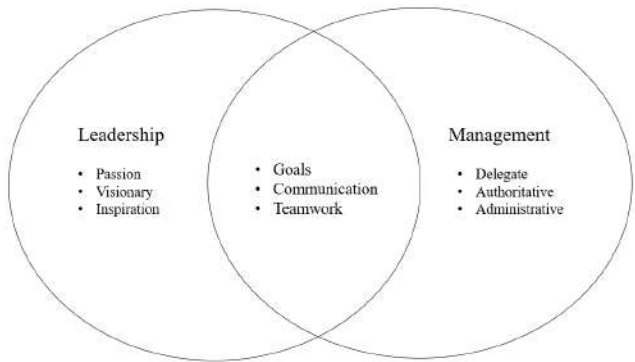 Leadership
• Passion
• Visionary
• Inspiration
• Goals
• Communication
• Teamwork
Management
• Delegate
• Authoritative
• Administrative